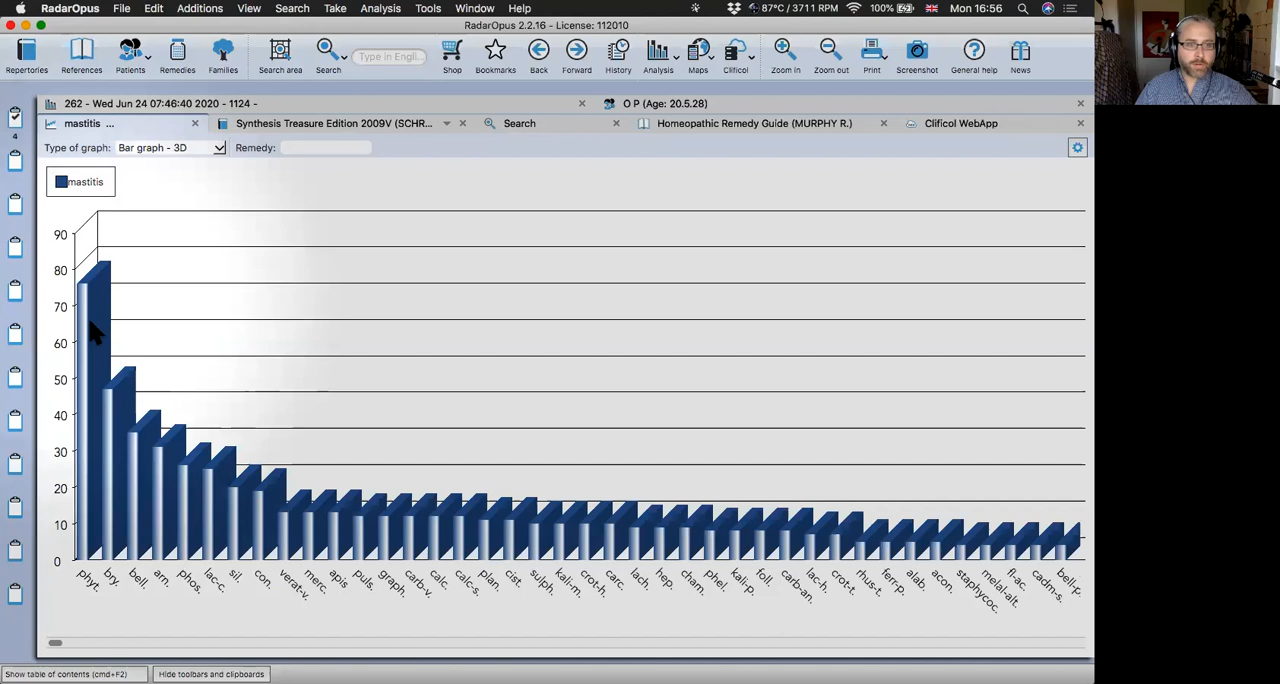 RadarOpus File Edit Additions View Search Take Analysis Tools Window Help 87°C / 3711 RPM 100% Mon 16:56
RadarOpus 2.2.16 - License: 112010
Repertories References Patients Remedies Families Search area Search Type in Engli... Shop Bookmarks Back Forward History Analysis Maps Clificol Zoom in Zoom out Print Screenshot General help News
262 - Wed Jun 24 07:46:40 2020 - 1124 - O P (Age: 20.5.28)
4 mastitis ... Synthesis Treasure Edition 2009V (SCHR... Search Homeopathic Remedy Guide (MURPHY R.) Clificol WebApp
Type of graph: Bar graph - 3D Remedy:
mastitis
90
80
70
60
50
40
30
20
10
0
phyt. bry. bell. arn. phos. lac-c. sil. con. verat-v. merc. apis puls. graph. carb-v. calc. calc-s. plan. cist. sulph. kali-m. crot-h. carc. lach. hep. cham. phel. kali-p. foll. carb-an. lac-h. crot-t. rhus-t. ferr-p. alab. acon. staphycoc. melal-alt. fl-ac. cadm-s. bell-p.
Show table of contents (cmd+F2) Hide toolbars and clipboards